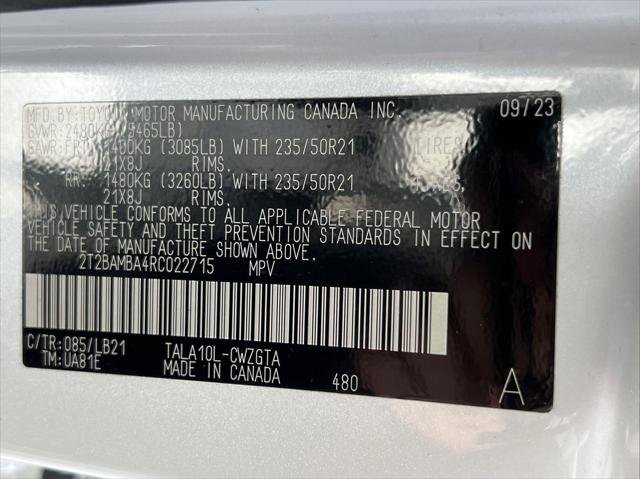 MFD. BY: TOYOTA MOTOR MANUFACTURING CANADA INC. 09/23
GVWR: 2480KG (5465LB)
GAWR: FRT. 1400KG (3085LB) WITH 235/50R21 TIRES,
21X8J RIMS.
RR. 1480KG (3260LB) WITH 235/50R21 TIRES,
21X8J RIMS.
THIS VEHICLE CONFORMS TO ALL APPLICABLE FEDERAL MOTOR
VEHICLE SAFETY AND THEFT PREVENTION STANDARDS IN EFFECT ON
THE DATE OF MANUFACTURE SHOWN ABOVE.
2T2BAMBA4RC022715 MPV
C/TR: 085/LB21 TALA10L-CWZGTA
TM: UA81E MADE IN CANADA 480 A